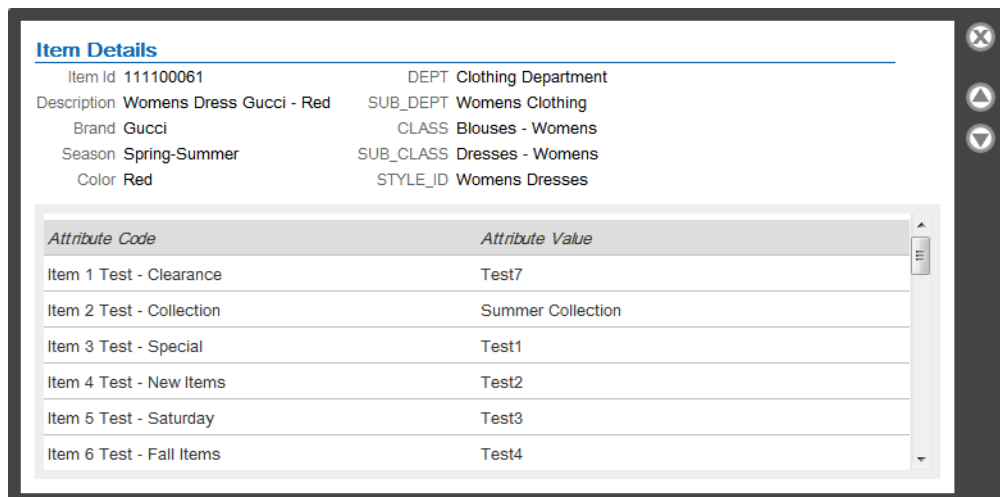 Item Details
Item Id 111100061 DEPT Clothing Department
Description Womens Dress Gucci - Red SUB_DEPT Womens Clothing
Brand Gucci CLASS Blouses - Womens
Season Spring-Summer SUB_CLASS Dresses - Womens
Color Red STYLE_ID Womens Dresses
Attribute Code Attribute Value
Item 1 Test - Clearance Test7
Item 2 Test - Collection Summer Collection
Item 3 Test - Special Test1
Item 4 Test - New Items Test2
Item 5 Test - Saturday Test3
Item 6 Test - Fall Items Test4